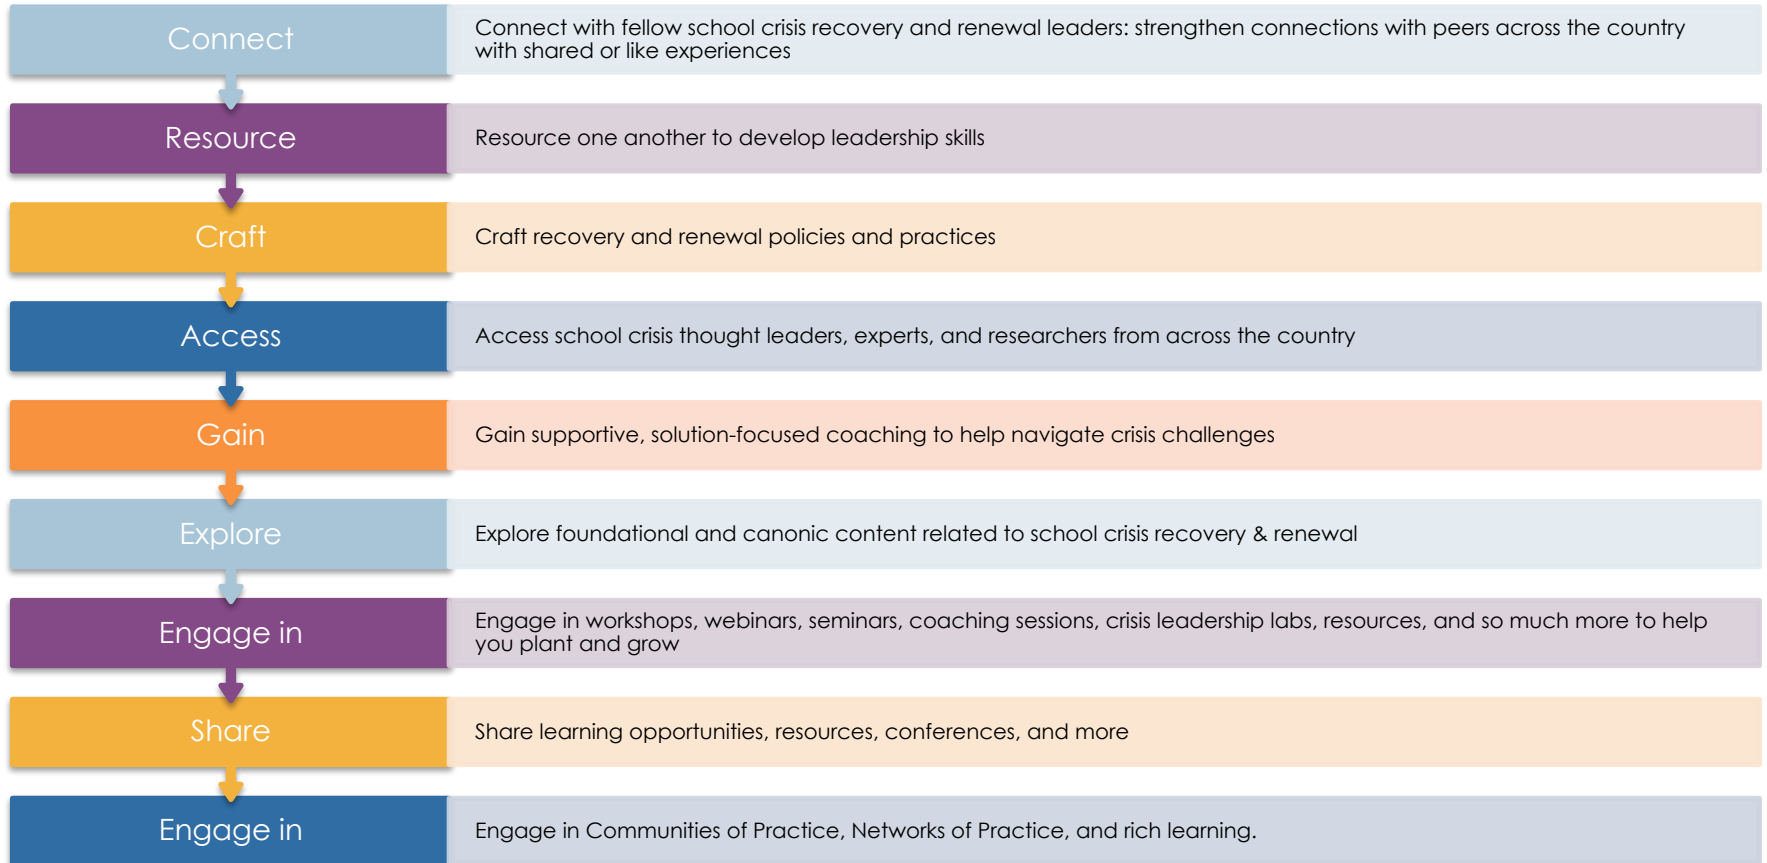 Connect
Connect with fellow school crisis recovery and renewal leaders: strengthen connections with peers across the country
with shared or like experiences
Resource
Resource one another to develop leadership skills
Craft
Craft recovery and renewal policies and practices
Access
Access school crisis thought leaders, experts, and researchers from across the country
Gain
Gain supportive, solution-focused coaching to help navigate crisis challenges
Explore
Explore foundational and canonic content related to school crisis recovery & renewal
Engage in
Engage in workshops, webinars, seminars, coaching sessions, crisis leadership labs, resources, and so much more to help
you plant and grow
Share
Share learning opportunities, resources, conferences, and more
Engage in
Engage in Communities of Practice, Networks of Practice, and rich learning.